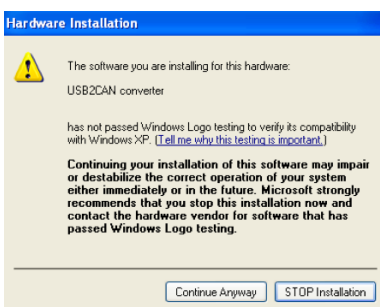 Hardware Installation
The software you are installing for this hardware:
USB2CAN converter
has not passed Windows Logo testing to verify its compatibility
with Windows XP. (Tell me why this testing is important.)
Continuing your installation of this software may impair
or destabilize the correct operation of your system
either immediately or in the future. Microsoft strongly
recommends that you stop this installation now and
contact the hardware vendor for software that has
passed Windows Logo testing.
Continue Anyway STOP Installation